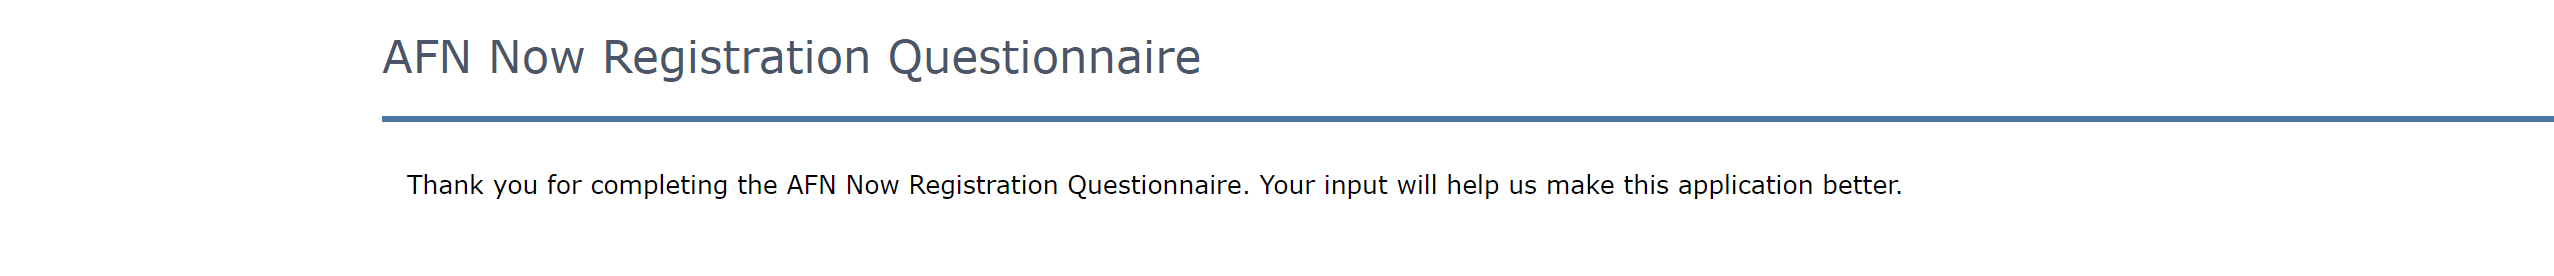 AFN Now Registration Questionnaire
Thank you for completing the AFN Now Registration Questionnaire. Your input will help us make this application better.